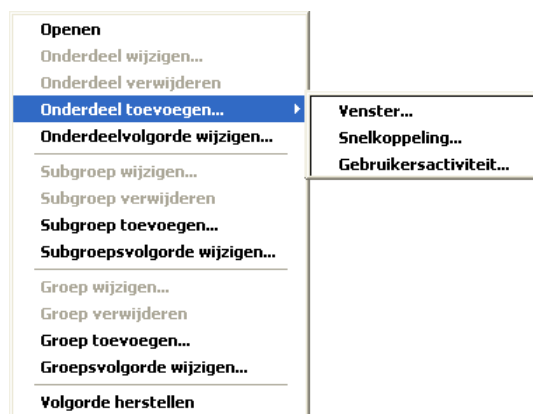 Openen
Onderdeel wijzigen...
Onderdeel verwijderen
Onderdeel toevoegen...
Onderdeelvolgorde wijzigen...
Subgroep wijzigen...
Subgroep verwijderen
Subgroep toevoegen...
Subgroepsvolgorde wijzigen...
Groep wijzigen...
Groep verwijderen
Groep toevoegen...
Groepsvolgorde wijzigen...
Volgorde herstellen
Venster...
Snelkoppeling...
Gebruikersactiviteit...